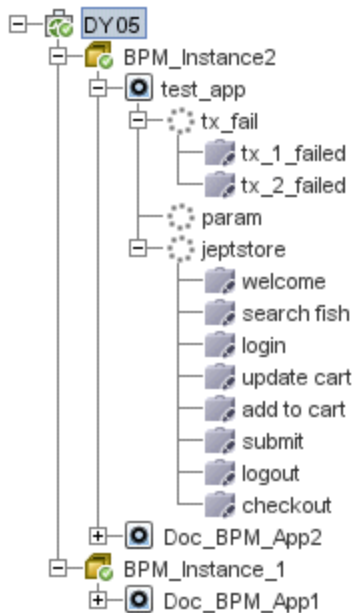 DY05
BPM_Instance2
test_app
tx_fail
tx_1_failed
tx_2_failed
param
jeptstore
welcome
search fish
login
update cart
add to cart
submit
logout
checkout
Doc_BPM_App2
BPM_Instance_1
Doc_BPM_App1